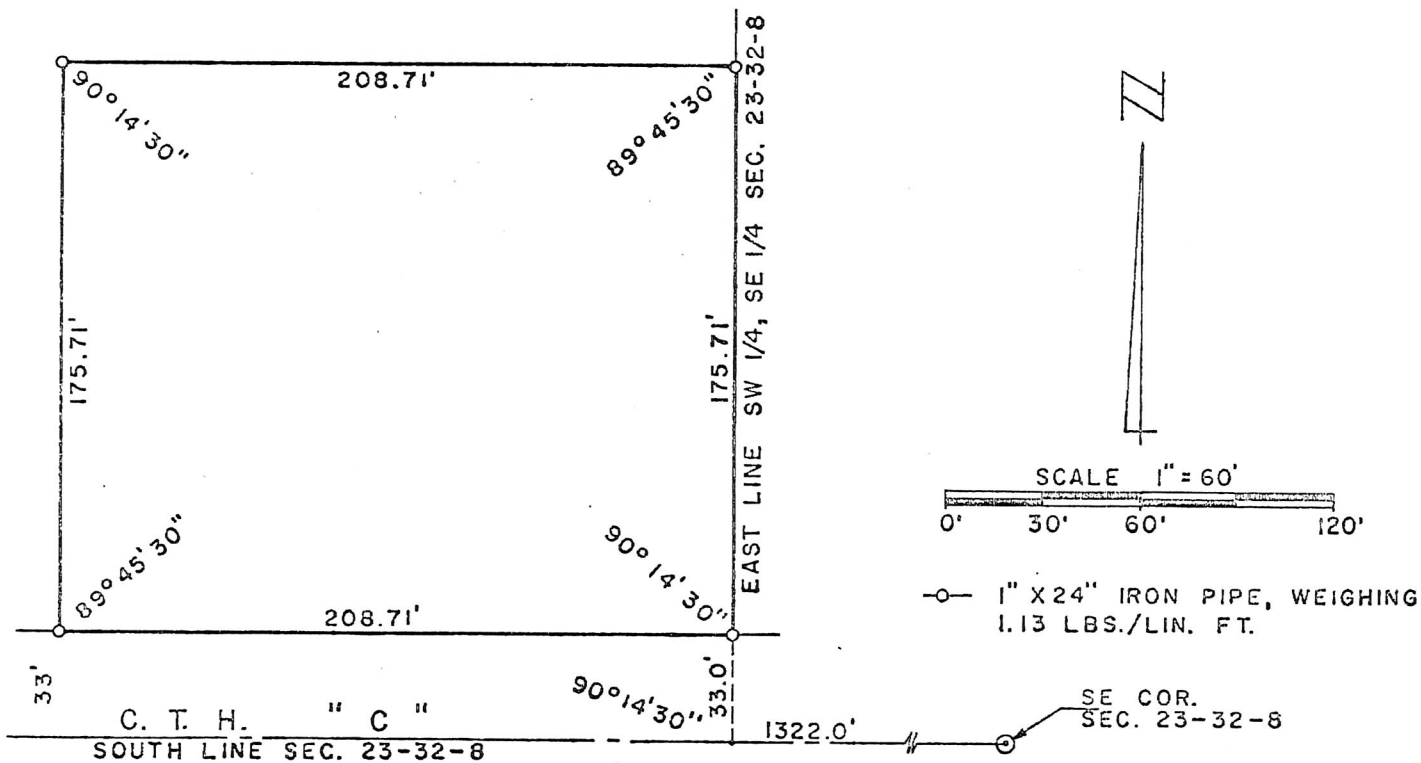 208.71'
90°14'30"
89°45'30"
175.71'
175.71'
EAST LINE SW 1/4, SE 1/4 SEC. 23-32-8
89°45'30"
90°14'30"
208.71'
33'
33.0'
90°14'30"
C. T. H. " C "
SOUTH LINE SEC. 23-32-8
1322.0'
SE COR.
SEC. 23-32-8
N
SCALE 1"=60'
0' 30' 60' 120'
1" X 24" IRON PIPE, WEIGHING
1.13 LBS./LIN. FT.